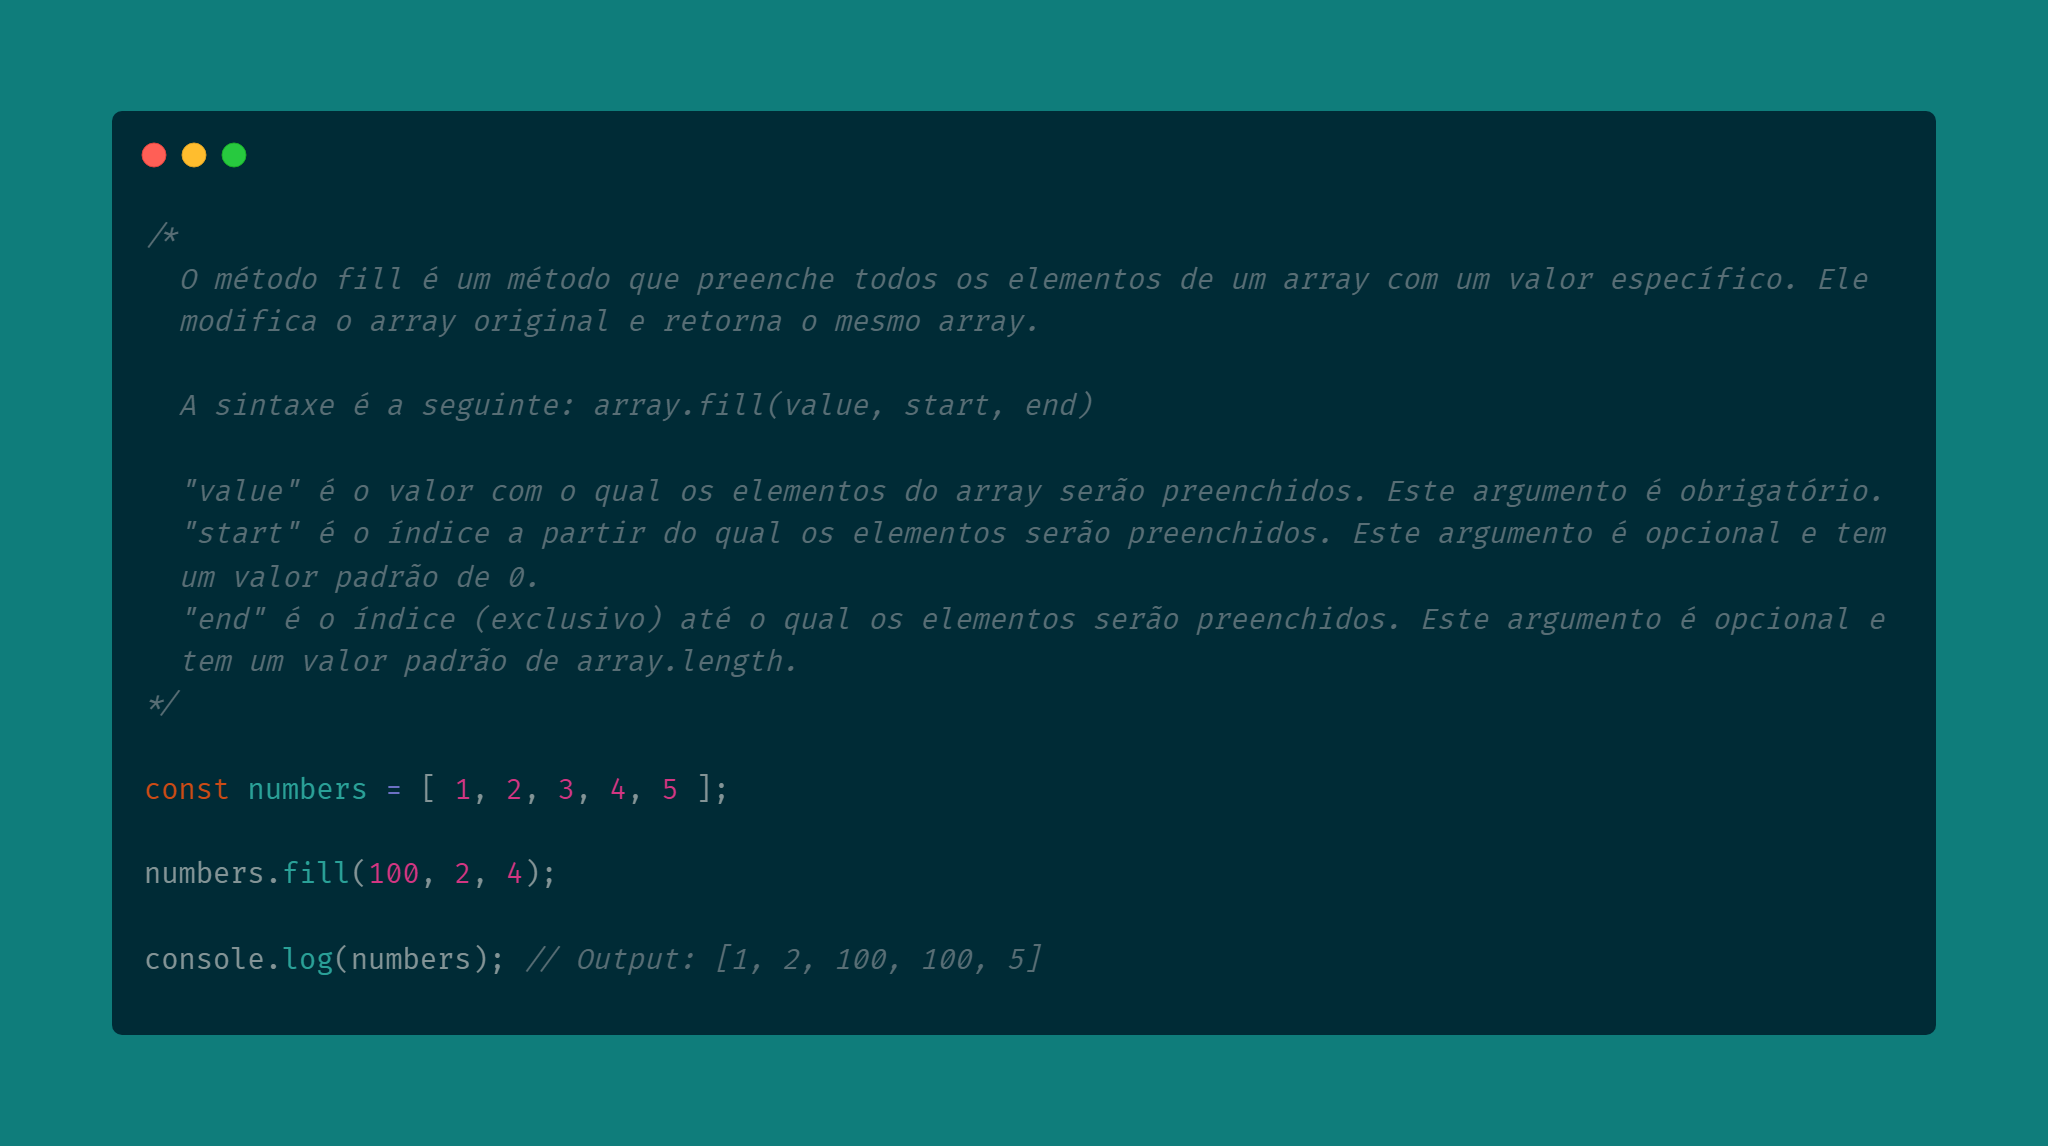 /*
O método fill é um método que preenche todos os elementos de um array com um valor específico. Ele
modifica o array original e retorna o mesmo array.
A sintaxe é a seguinte: array.fill(value, start, end)
"value" é o valor com o qual os elementos do array serão preenchidos. Este argumento é obrigatório.
"start" é o índice a partir do qual os elementos serão preenchidos. Este argumento é opcional e tem
um valor padrão de 0.
"end" é o índice (exclusivo) até o qual os elementos serão preenchidos. Este argumento é opcional e
tem um valor padrão de array.length.
*/
const numbers = [ 1, 2, 3, 4, 5 ];
numbers.fill(100, 2, 4);
console.log(numbers); // Output: [1, 2, 100, 100, 5]